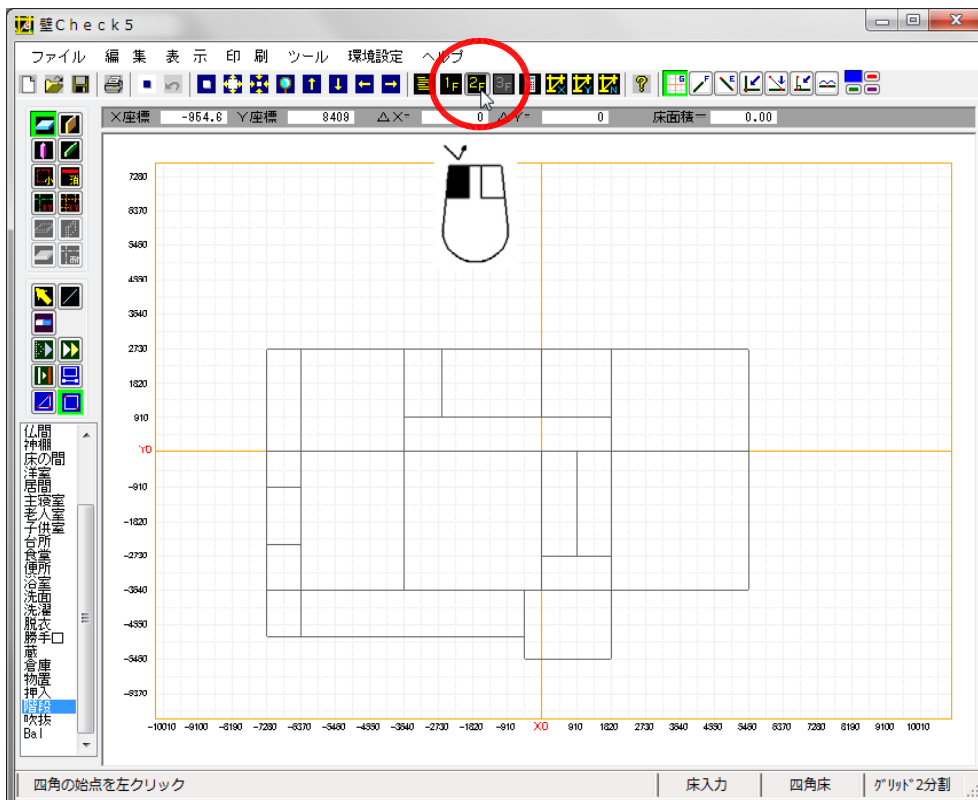 壁Check5
ファイル 編 集 表 示 印 刷 ツール 環境設定 ヘルプ
1F 2F 3F
X座標 -954.6 Y座標 8409 △X= 0 △Y= 0 床面積= 0.00
小 消
7280
6370
5460
4550
3640
2730
1820
910
Y0
-910
-1820
-2730
-3640
-4550
-5460
-6370
-10010 -9100 -8190 -7280 -6370 -5460 -4550 -3640 -2730 -1820 -910 X0 910 1820 2730 3640 4550 5460 6370 7280 8190 9100 10010
仏間
神棚
床の間
洋室
居間
主寝室
老人室
子供室
台所
食堂
便所
浴室
洗面
洗濯
脱衣
勝手口
蔵
倉庫
物置
押入
階段
吹抜
Bal
四角の始点を左クリック 床入力 四角床 グリッド2分割